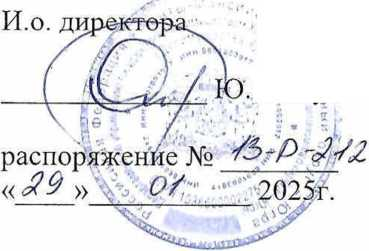 И.о. директора
Ю.
распоряжение № 13-Р-212
«29» 01 2025г.